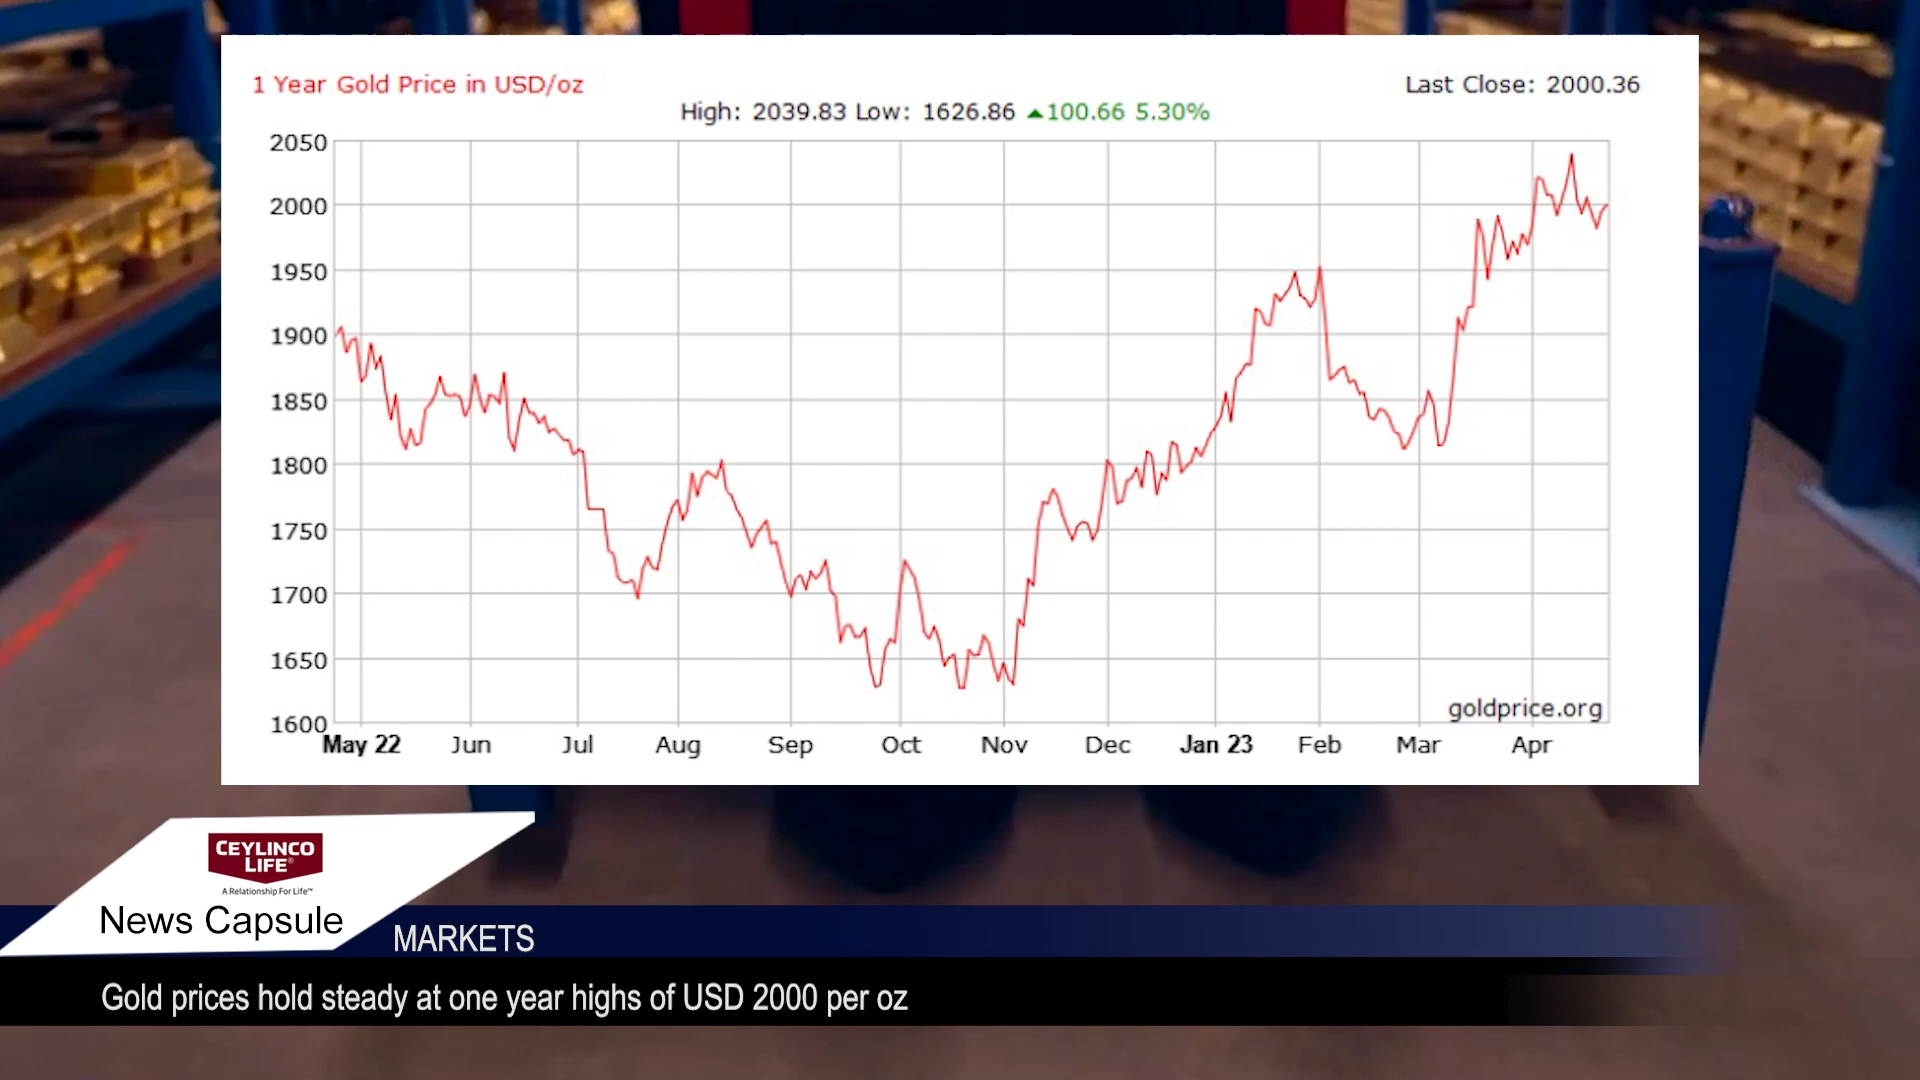 1 Year Gold Price in USD/oz
Last Close: 2000.36
High: 2039.83 Low: 1626.86 ▲100.66 5.30%
2050
2000
1950
1900
1850
1800
1750
1700
1650
1600
goldprice.org
May 22 Jun Jul Aug Sep Oct Nov Dec Jan 23 Feb Mar Apr
CEYLINCO
LIFE®
A Relationship For Life™
News Capsule
MARKETS
Gold prices hold steady at one year highs of USD 2000 per oz